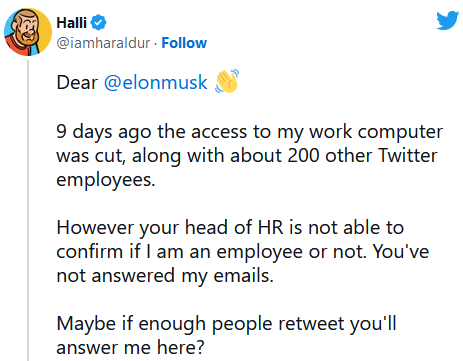 Halli
@iamharaldur · Follow
Dear @elonmusk 👋
9 days ago the access to my work computer
was cut, along with about 200 other Twitter
employees.
However your head of HR is not able to
confirm if I am an employee or not. You've
not answered my emails.
Maybe if enough people retweet you'll
answer me here?